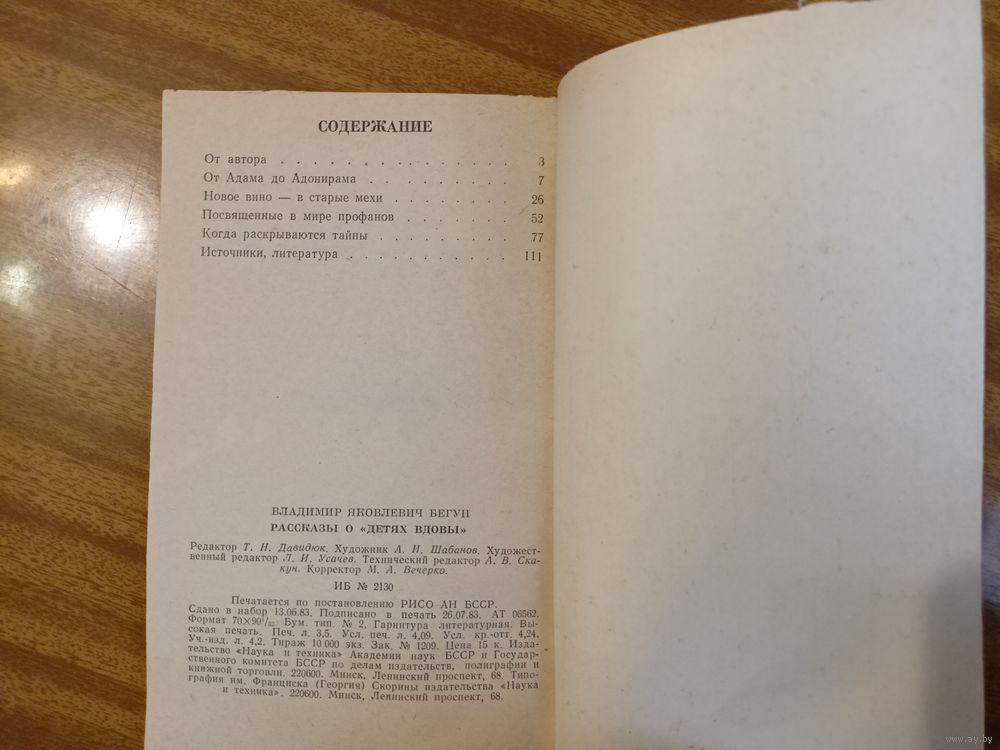 СОДЕРЖАНИЕ
От автора . . . . . . . . . . . . . . . 3
От Адама до Адонирама . . . . . . . . . 7
Новое вино — в старые мехи . . . . . . . . 26
Посвященные в мире профанов . . . . . . . 52
Когда раскрываются тайны . . . . . . . . . 77
Источники, литература . . . . . . . . . . . 111
ВЛАДИМИР ЯКОВЛЕВИЧ БЕГУН
РАССКАЗЫ О «ДЕТЯХ ВДОВЫ»
Редактор Т. Н. Давидюк. Художник А. И. Шабанов. Художест-
венный редактор Л. И. Усачев. Технический редактор А. В. Ска-
кун. Корректор М. А. Вечерко.
ИБ № 2130
Печатается по постановлению РИСО АН БССР.
Сдано в набор 13.06.83. Подписано в печать 26.07.83. АТ 06562.
Формат 70×90 1/32. Бум. тип. № 2. Гарнитура литературная. Вы-
сокая печать. Печ. л. 3,5. Усл. печ. л. 4,09. Усл. кр.-отт. 4,24.
Уч.-изд. л. 4,2. Тираж 10 000 экз. Зак. № 1209. Цена 15 к. Изда-
тельство «Наука и техника» Академии наук БССР и Государ-
ственного комитета БССР по делам издательств, полиграфии и
книжной торговли. 220600. Минск, Ленинский проспект, 68. Типо-
графия им. Франциска (Георгия) Скорины издательства «Наука
и техника». 220600. Минск, Ленинский проспект, 68.
www.ay.by